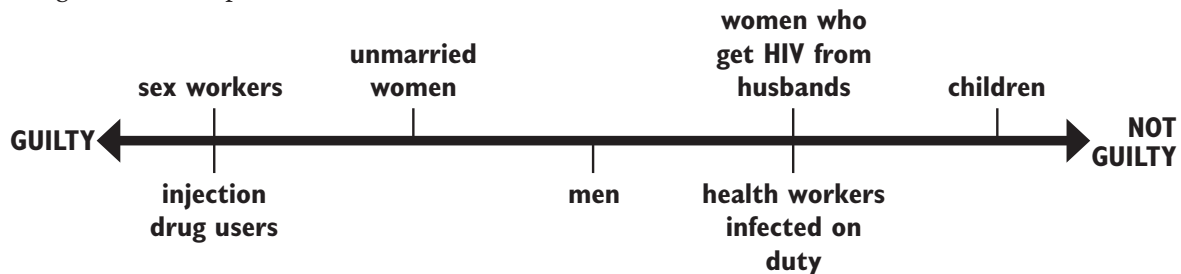 women who
get HIV from
husbands
unmarried
women
sex workers
children
GUILTY
NOT
GUILTY
injection
drug users
men
health workers
infected on
duty